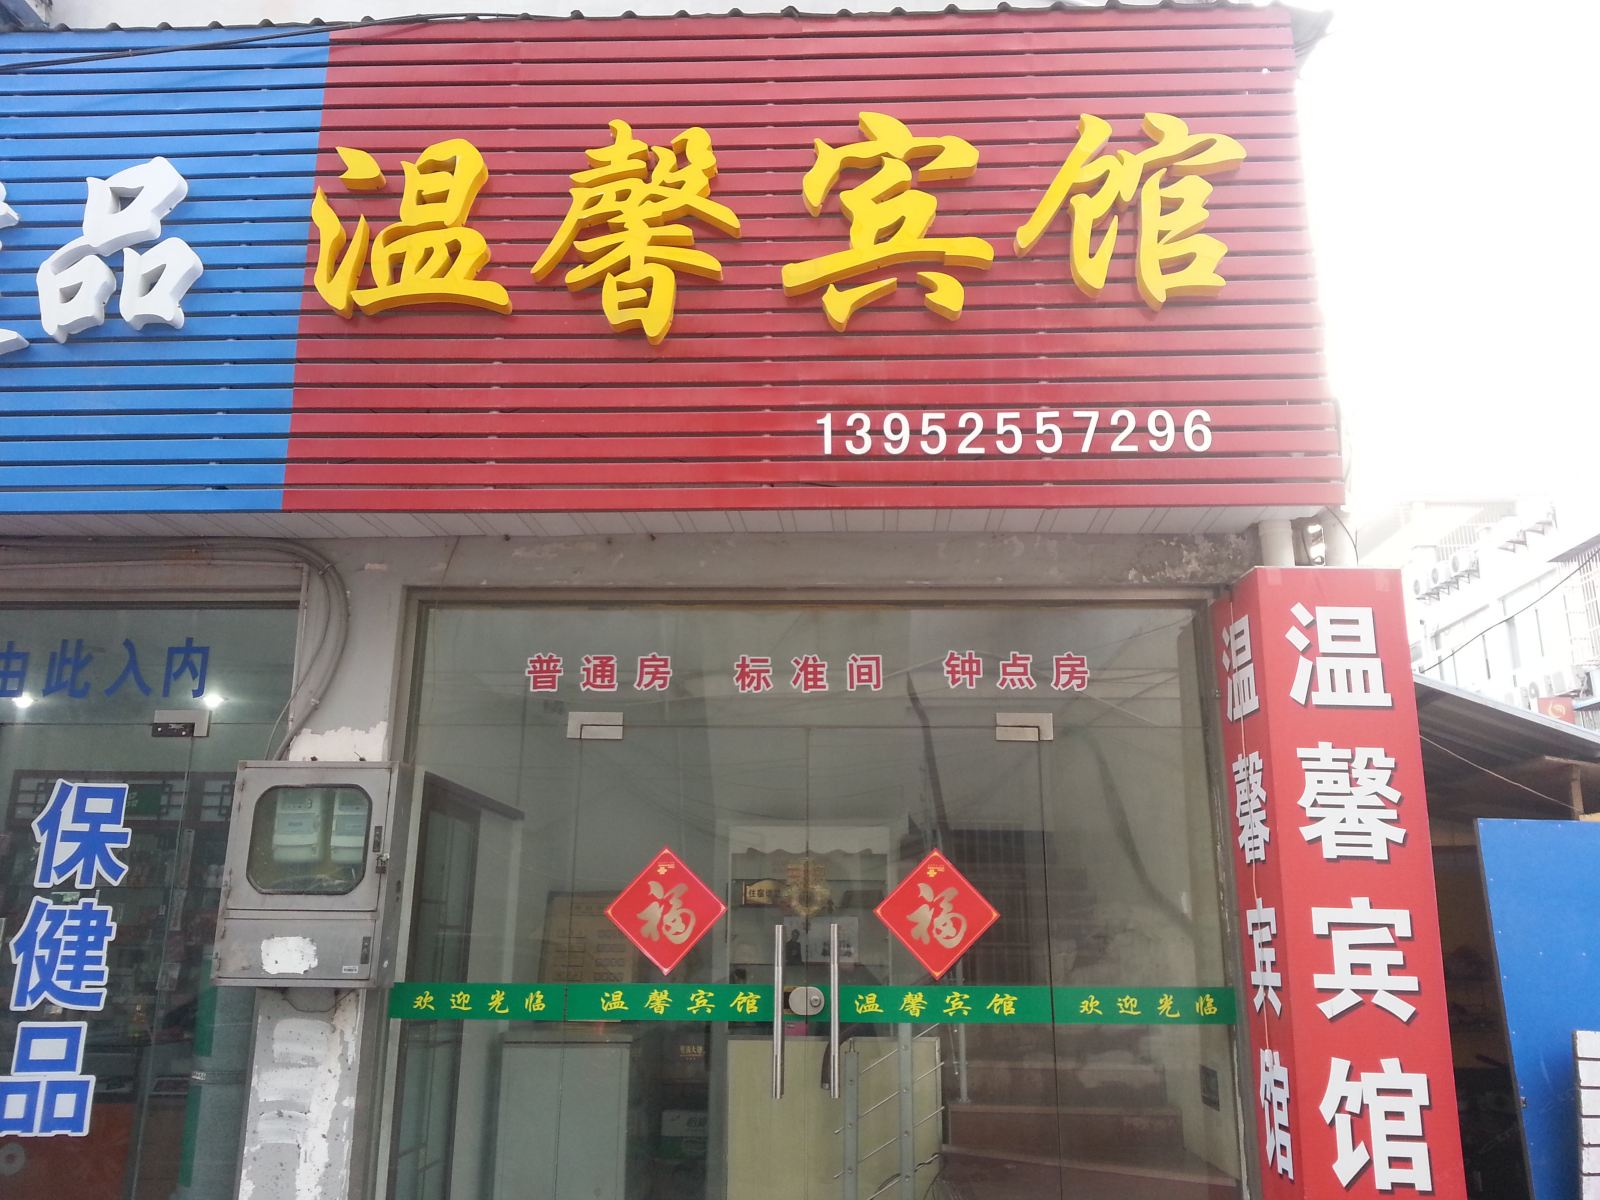 品
温馨宾馆
13952557296
由此入内
普通房 标准间 钟点房
保健品
福
福
欢迎光临 温馨宾馆 温馨宾馆 欢迎光临
温馨宾馆
温馨宾馆